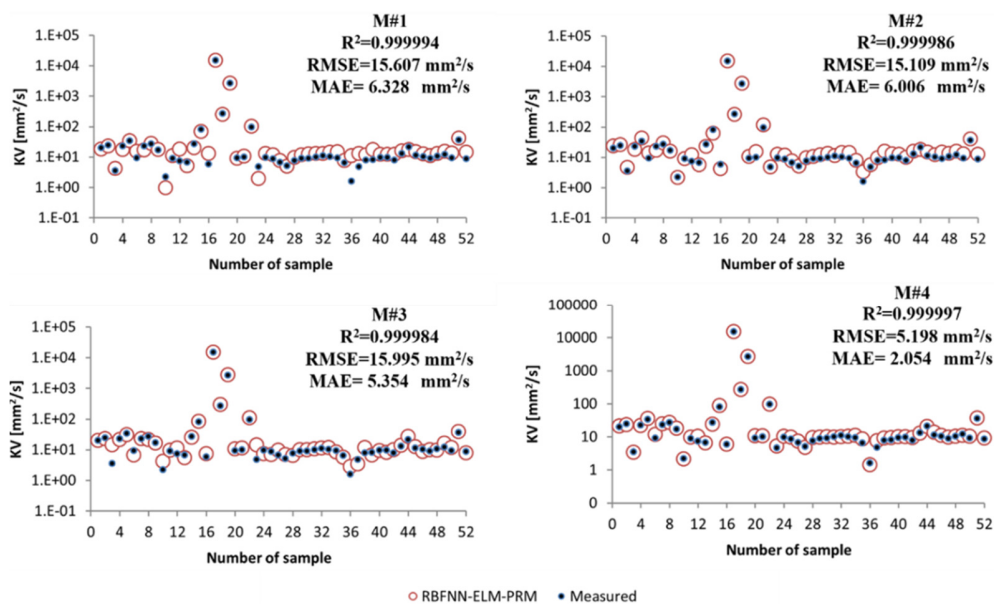 M#1
R²=0.999994
RMSE=15.607 mm²/s
MAE= 6.328 mm²/s
1.E+05
1.E+04
1.E+03
1.E+02
1.E+01
1.E+00
1.E-01
KV [mm²/s]
0 4 8 12 16 20 24 28 32 36 40 44 48 52
Number of sample
M#2
R²=0.999986
RMSE=15.109 mm²/s
MAE= 6.006 mm²/s
1.E+05
1.E+04
1.E+03
1.E+02
1.E+01
1.E+00
1.E-01
KV [mm²/s]
0 4 8 12 16 20 24 28 32 36 40 44 48 52
Number of sample
M#3
R²=0.999984
RMSE=15.995 mm²/s
MAE= 5.354 mm²/s
1.E+05
1.E+04
1.E+03
1.E+02
1.E+01
1.E+00
1.E-01
KV [mm²/s]
0 4 8 12 16 20 24 28 32 36 40 44 48 52
Number of sample
M#4
R²=0.999997
RMSE=5.198 mm²/s
MAE= 2.054 mm²/s
100000
10000
1000
100
10
1
0
KV [mm²/s]
0 4 8 12 16 20 24 28 32 36 40 44 48 52
Number of sample
RBFNN-ELM-PRM Measured